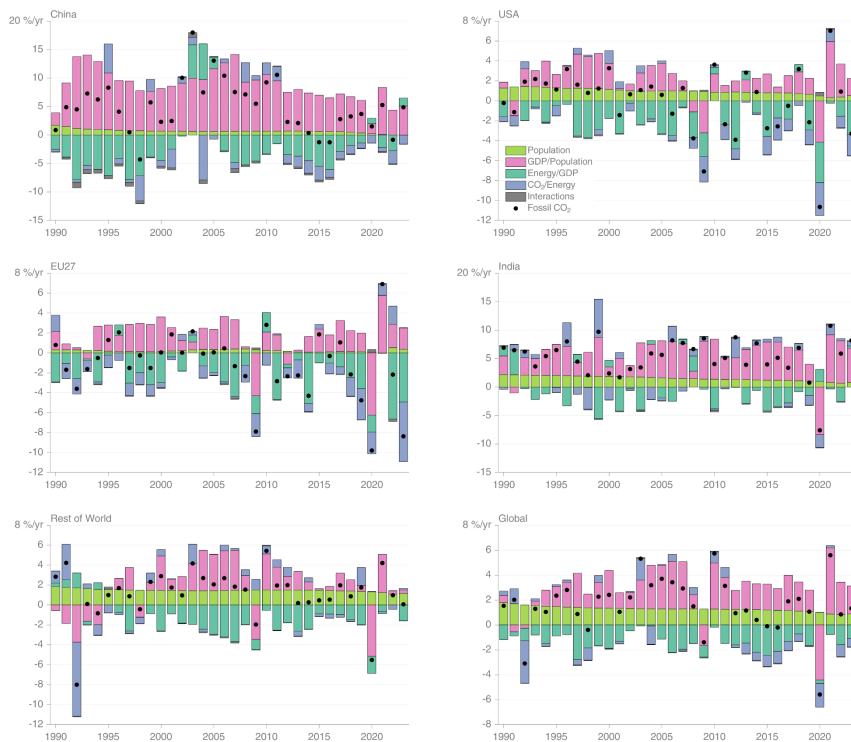 China
20 %/yr
15
10
5
0
-5
-10
-15
1990 1995 2000 2005 2010 2015 2020
USA
8 %/yr
6
4
2
0
-2
-4
-6
-8
-10
-12
Population
GDP/Population
Energy/GDP
CO₂/Energy
Interactions
Fossil CO₂
1990 1995 2000 2005 2010 2015 2020
EU27
8 %/yr
6
4
2
0
-2
-4
-6
-8
-10
-12
1990 1995 2000 2005 2010 2015 2020
India
20 %/yr
15
10
5
0
-5
-10
-15
1990 1995 2000 2005 2010 2015 2020
Rest of World
8 %/yr
6
4
2
0
-2
-4
-6
-8
-10
-12
1990 1995 2000 2005 2010 2015 2020
Global
8 %/yr
6
4
2
0
-2
-4
-6
-8
1990 1995 2000 2005 2010 2015 2020